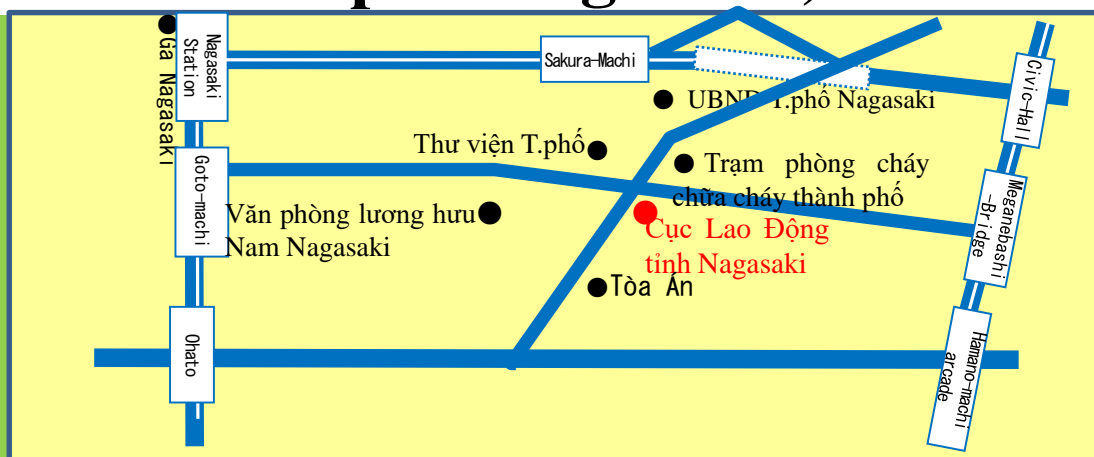 Ga Nagasaki
Nagasaki
Station
Sakura-Machi
Civic-Hall
UBND T.phố Nagasaki
Thư viện T.phố
Trạm phòng cháy
chữa cháy thành phố
Goto-machi
Văn phòng lương hưu
Nam Nagasaki
Cục Lao Động
tỉnh Nagasaki
Meganebashi
-Bridge
Tòa Án
Ohato
Hamano-machi
arcade